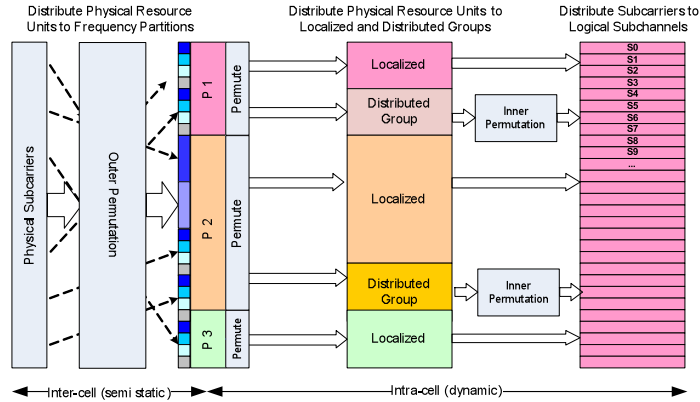 Distribute Physical Resource
Units to Frequency Partitions
Distribute Physical Resource Units to
Localized and Distributed Groups
Distribute Subcarriers to
Logical Subchannels
Physical Subcarriers
Outer Permutation
P 1
Permute
P 2
Permute
P 3
Permute
Localized
Distributed
Group
Localized
Distributed
Group
Localized
Inner
Permutation
Inner
Permutation
S0
S1
S2
S3
S4
S5
S6
S7
S8
S9
...
Inter-cell (semi static)
Intra-cell (dynamic)